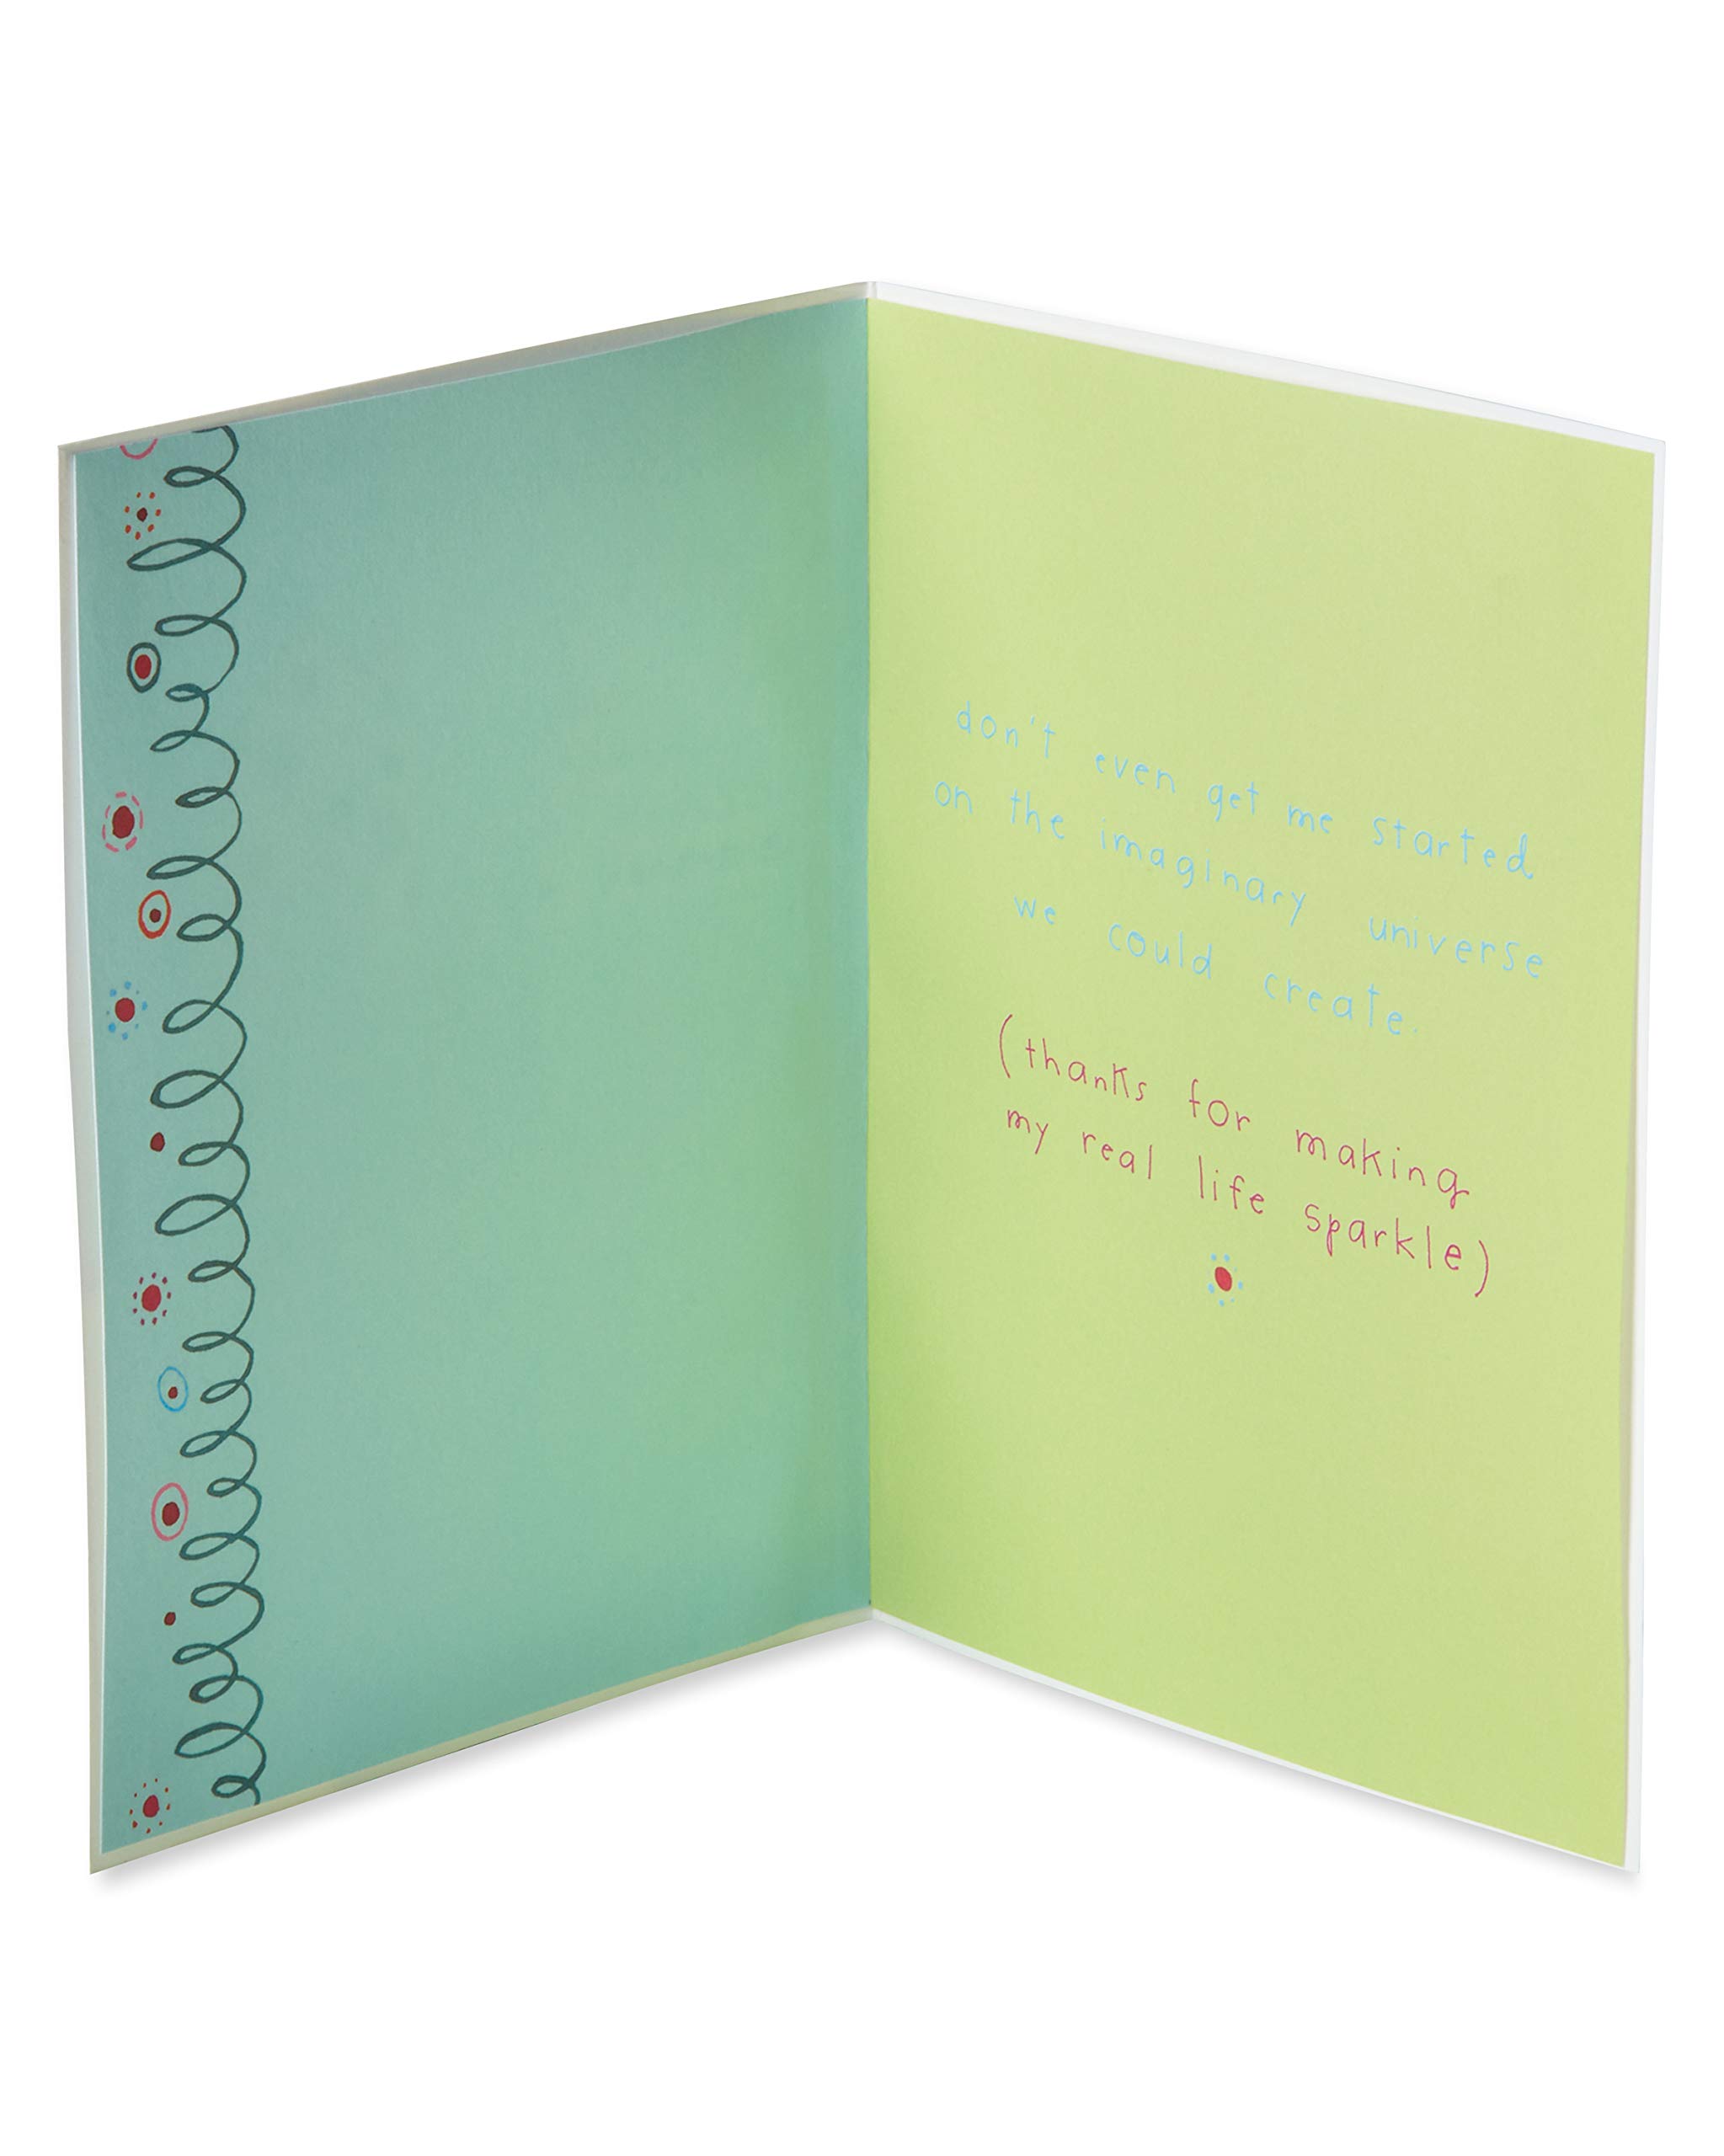 don't even get me started
on the imaginary universe
we could create.
(thanks for making
my real life sparkle)